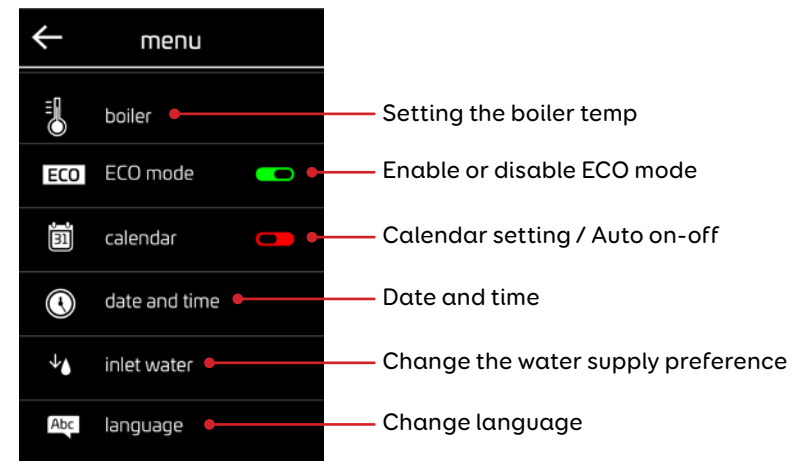 menu
boiler
Setting the boiler temp
ECO
ECO mode
Enable or disable ECO mode
31
calendar
Calendar setting / Auto on-off
date and time
Date and time
inlet water
Change the water supply preference
Abc
language
Change language